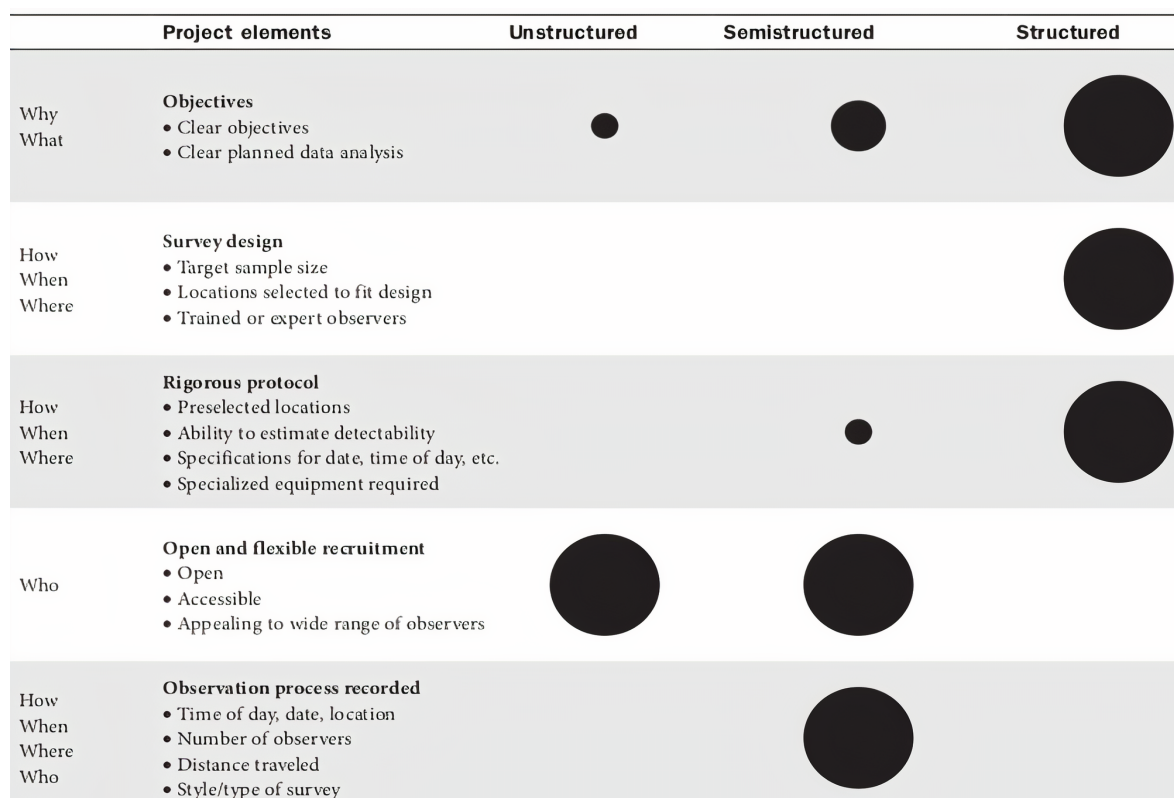 Project elements Unstructured Semistructured Structured
Why
What
Objectives
• Clear objectives
• Clear planned data analysis
How
When
Where
Survey design
• Target sample size
• Locations selected to fit design
• Trained or expert observers
How
When
Where
Rigorous protocol
• Preselected locations
• Ability to estimate detectability
• Specifications for date, time of day, etc.
• Specialized equipment required
Who
Open and flexible recruitment
• Open
• Accessible
• Appealing to wide range of observers
How
When
Where
Who
Observation process recorded
• Time of day, date, location
• Number of observers
• Distance traveled
• Style/type of survey